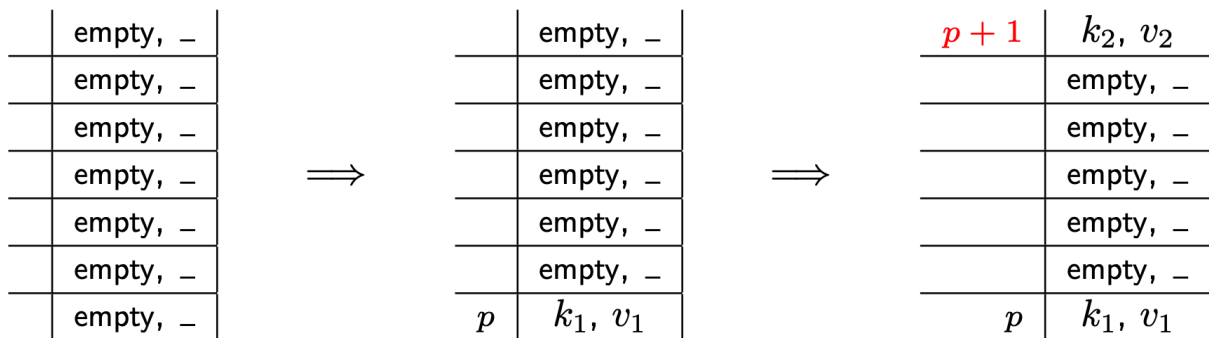 empty, _ empty, _ p + 1 k₂, v₂
empty, _ empty, _ empty, _
empty, _ empty, _ empty, _
empty, _ ⟹ empty, _ ⟹ empty, _
empty, _ empty, _ empty, _
empty, _ empty, _ empty, _
empty, _ p k₁, v₁ p k₁, v₁